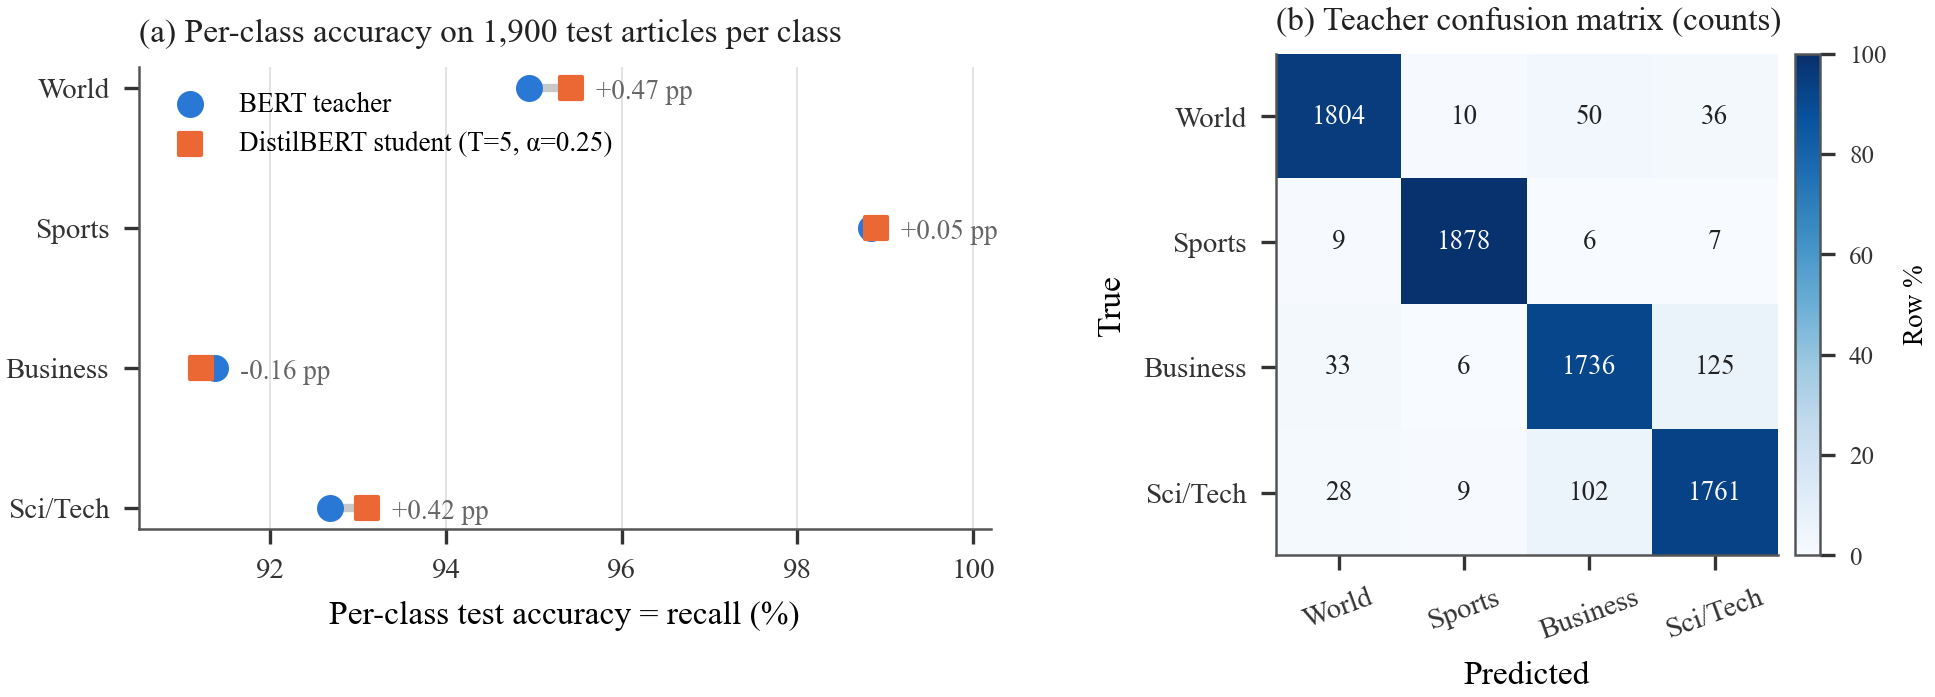 (a) Per-class accuracy on 1,900 test articles per class
World
Sports
Business
Sci/Tech
BERT teacher
DistilBERT student (T=5, α=0.25)
+0.47 pp
+0.05 pp
-0.16 pp
+0.42 pp
92 94 96 98 100
Per-class test accuracy = recall (%)
(b) Teacher confusion matrix (counts)
True
World 1804 10 50 36
Sports 9 1878 6 7
Business 33 6 1736 125
Sci/Tech 28 9 102 1761
World Sports Business Sci/Tech
Predicted
100
80
60
40
20
0
Row %